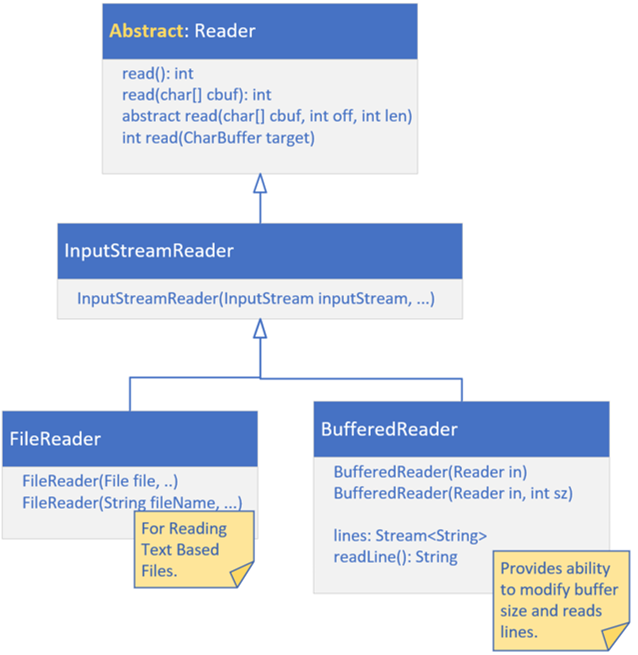 Abstract: Reader
read(): int
read(char[] cbuf): int
abstract read(char[] cbuf, int off, int len)
int read(CharBuffer target)
InputStreamReader
InputStreamReader(InputStream inputStream, ...)
FileReader
FileReader(File file, ..)
FileReader(String fileName, ...)
For Reading
Text Based
Files.
BufferedReader
BufferedReader(Reader in)
BufferedReader(Reader in, int sz)
lines: Stream<String>
readLine(): String
Provides ability
to modify buffer
size and reads
lines.